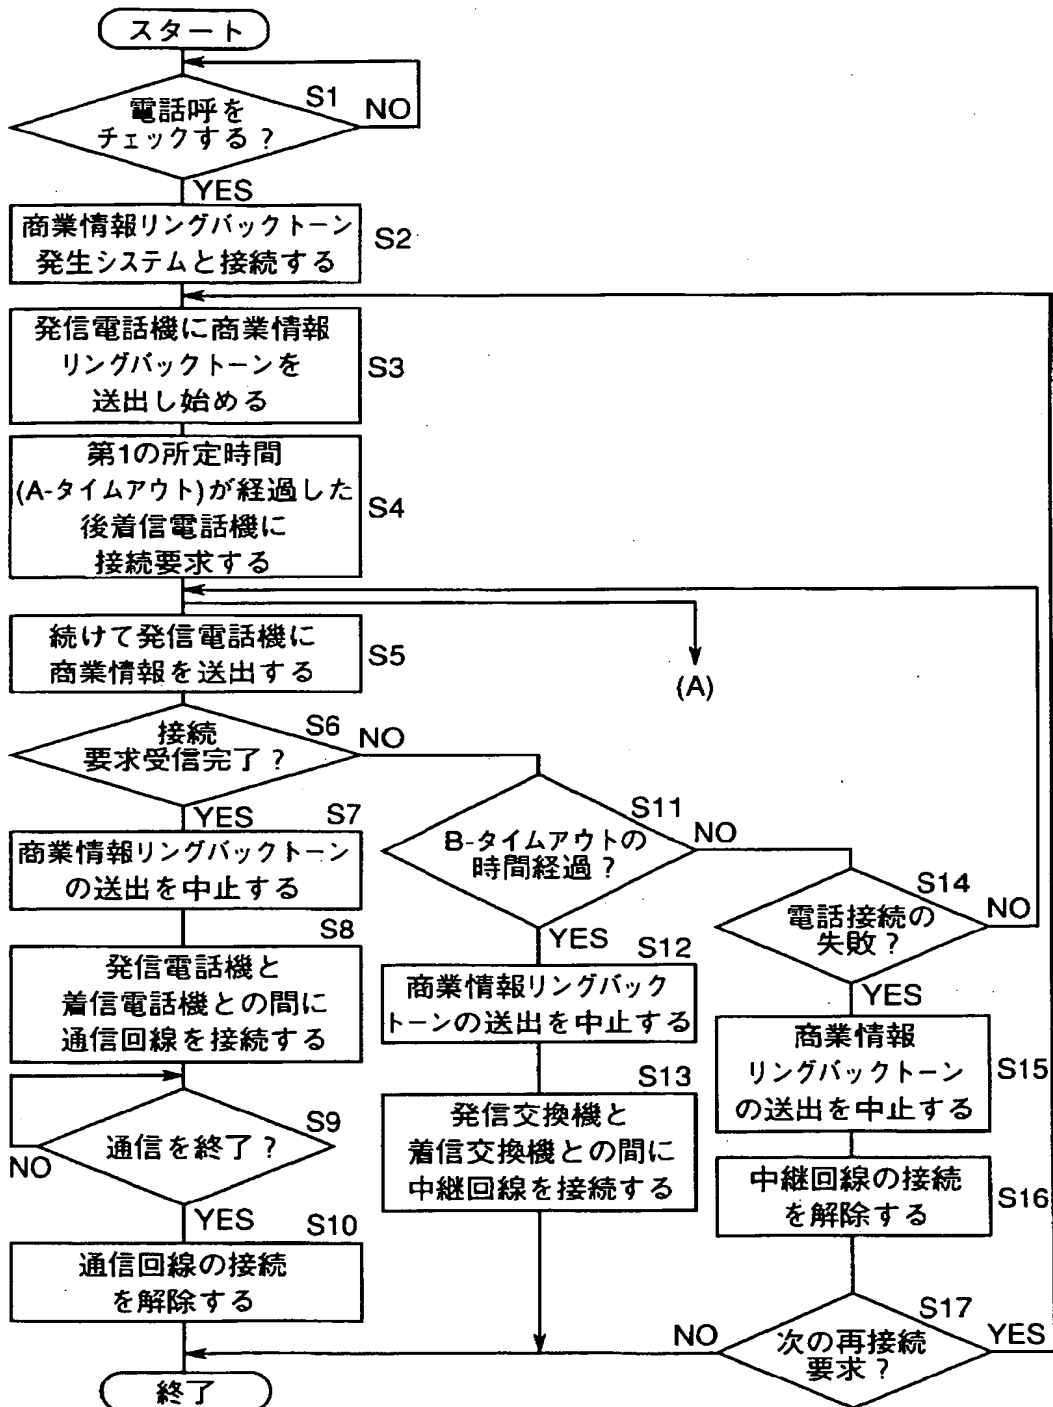 スタート
S1
NO
電話呼を
チェックする？
YES
商業情報リングバックトーン
発生システムと接続する
S2
発信電話機に商業情報
リングバックトーンを
送出し始める
S3
第1の所定時間
(A-タイムアウト)が経過した
後着信電話機に
接続要求する
S4
続けて発信電話機に
商業情報を送出する
S5
(A)
接続
要求受信完了？
S6
NO
YES
S7
商業情報リングバックトーン
の送出を中止する
S8
発信電話機と
着信電話機との間に
通信回線を接続する
通信を終了？
S9
NO
YES
S10
通信回線の接続
を解除する
終了
S11
B-タイムアウトの
時間経過？
NO
YES
S12
商業情報リングバック
トーンの送出を中止する
S13
発信交換機と
着信交換機との間に
中継回線を接続する
S14
電話接続の
失敗？
NO
YES
商業情報
リングバックトーン
の送出を中止する
S15
中継回線の接続
を解除する
S16
S17
次の再接続
要求？
NO
YES